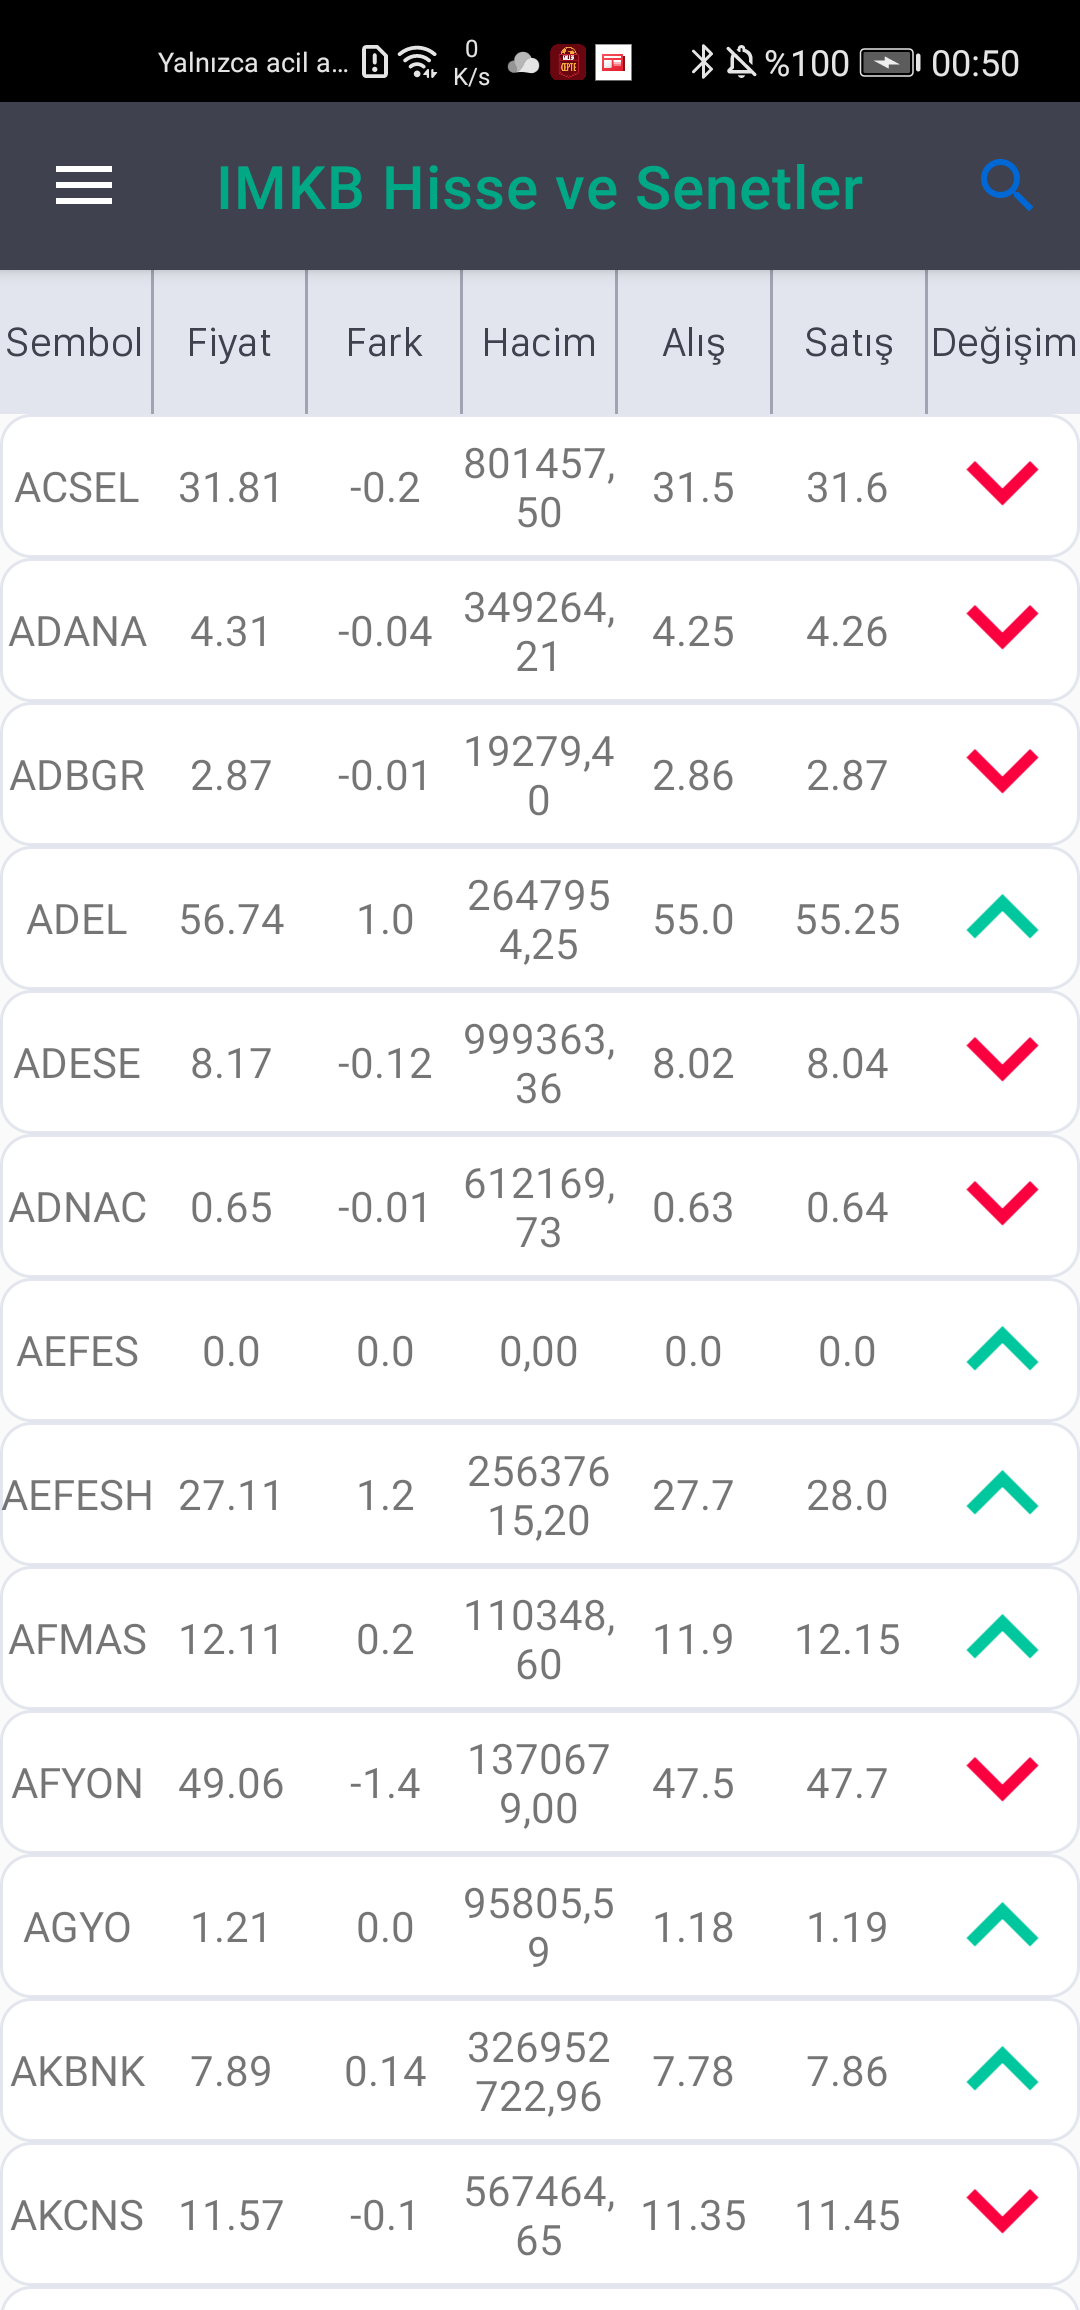 Yalnızca acil a... 0 K/s %100 00:50
IMKB Hisse ve Senetler
Sembol Fiyat Fark Hacim Alış Satış Değişim
ACSEL 31.81 -0.2 801457,50 31.5 31.6
ADANA 4.31 -0.04 349264,21 4.25 4.26
ADBGR 2.87 -0.01 19279,40 2.86 2.87
ADEL 56.74 1.0 2647954,25 55.0 55.25
ADESE 8.17 -0.12 999363,36 8.02 8.04
ADNAC 0.65 -0.01 612169,73 0.63 0.64
AEFES 0.0 0.0 0,00 0.0 0.0
AEFESH 27.11 1.2 25637615,20 27.7 28.0
AFMAS 12.11 0.2 110348,60 11.9 12.15
AFYON 49.06 -1.4 1370679,00 47.5 47.7
AGYO 1.21 0.0 95805,59 1.18 1.19
AKBNK 7.89 0.14 326952722,96 7.78 7.86
AKCNS 11.57 -0.1 567464,65 11.35 11.45